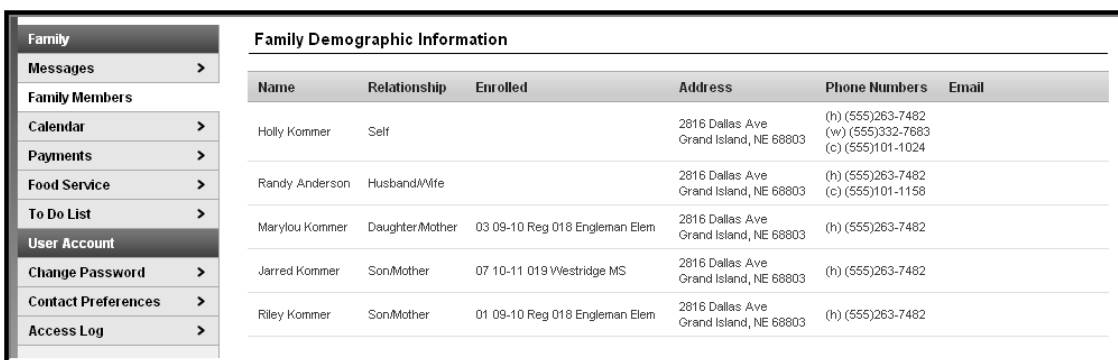 Family
Messages >
Family Members
Calendar >
Payments >
Food Service >
To Do List >
User Account
Change Password >
Contact Preferences >
Access Log >
Family Demographic Information
Name Relationship Enrolled Address Phone Numbers Email
Holly Kommer Self 2816 Dallas Ave (h) (555)263-7482
Grand Island, NE 68803 (w) (555)332-7683
(c) (555)101-1024
Randy Anderson Husband/Wife 2816 Dallas Ave (h) (555)263-7482
Grand Island, NE 68803 (c) (555)101-1158
Marylou Kommer Daughter/Mother 03 09-10 Reg 018 Engleman Elem 2816 Dallas Ave (h) (555)263-7482
Grand Island, NE 68803
Jarred Kommer Son/Mother 07 10-11 019 Westridge MS 2816 Dallas Ave (h) (555)263-7482
Grand Island, NE 68803
Riley Kommer Son/Mother 01 09-10 Reg 018 Engleman Elem 2816 Dallas Ave (h) (555)263-7482
Grand Island, NE 68803